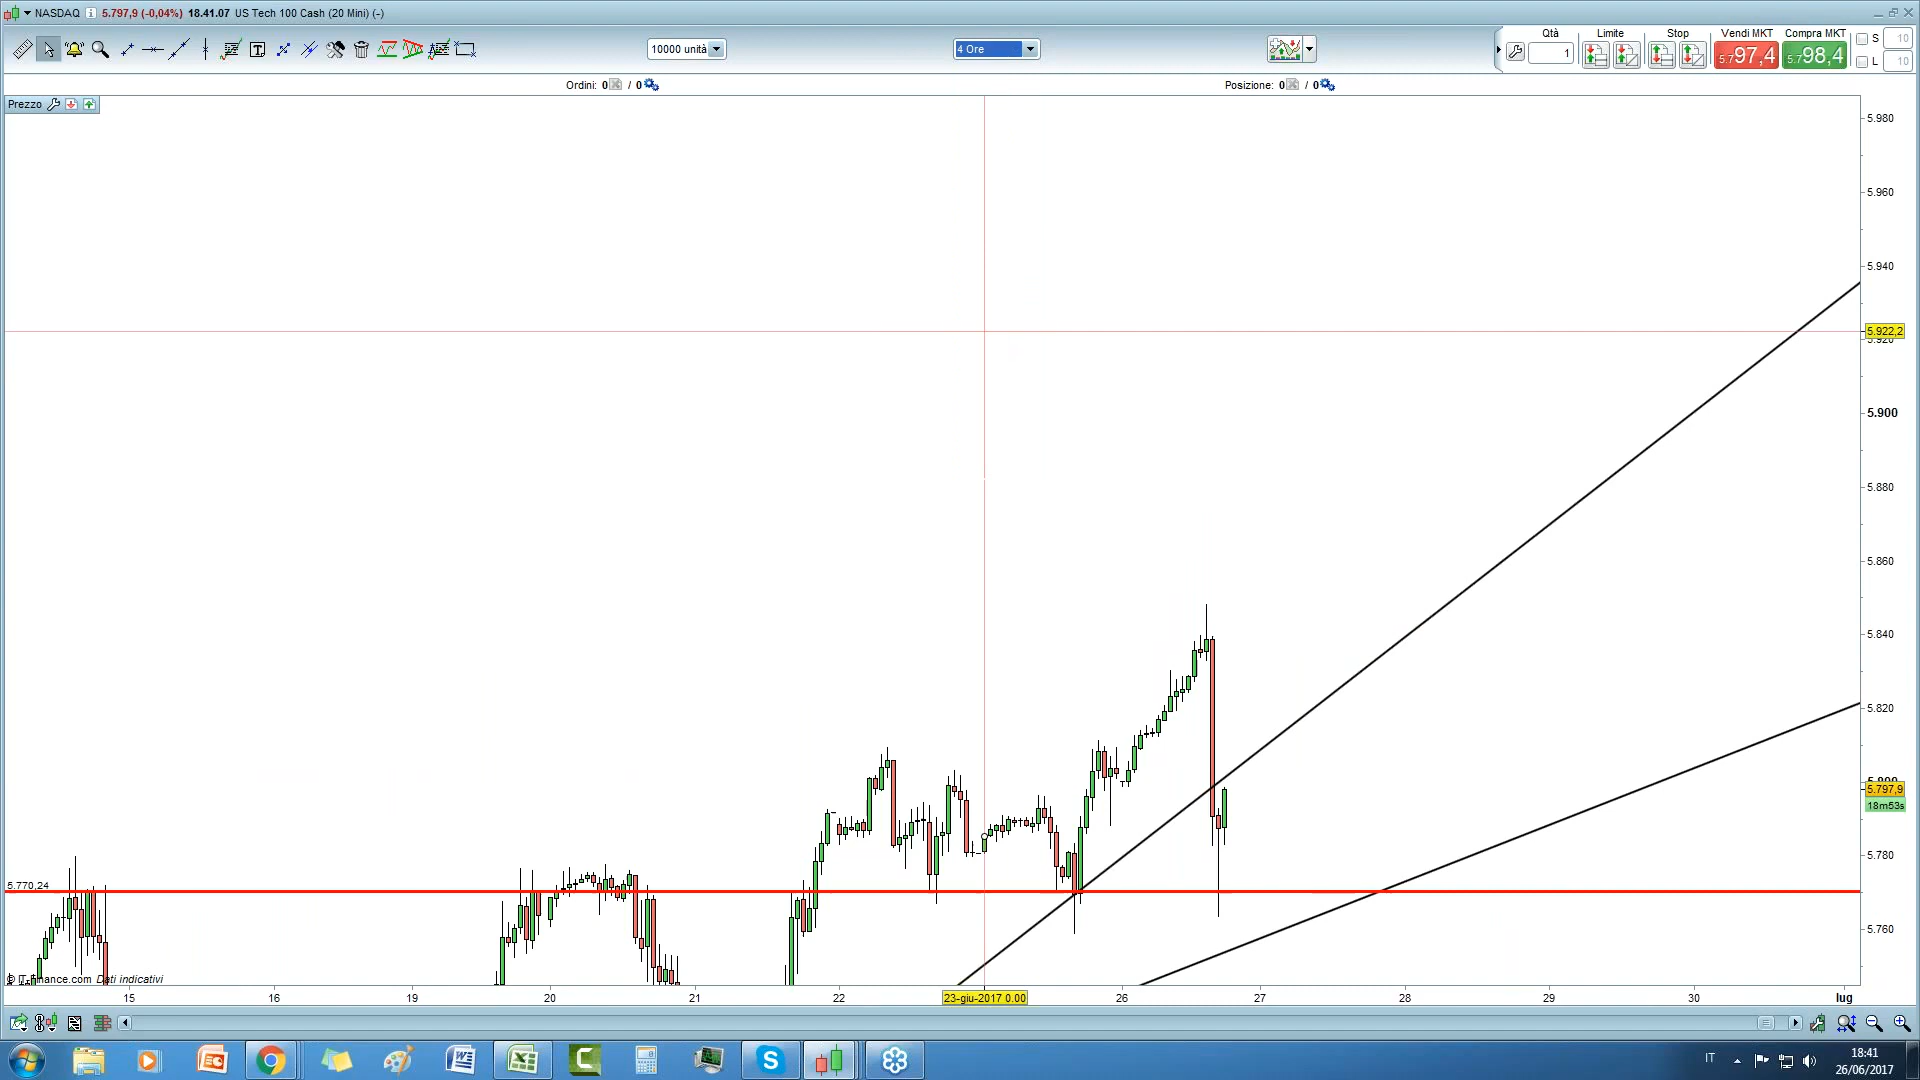 NASDAQ 5.797,9 (-0,04%) 18.41.07 US Tech 100 Cash (20 Mini) (-)
10000 unità
4 Ore
Qtà
Limite
Stop
Vendi MKT
Compra MKT
S 10
1
5.797,4
5.798,4
L 10
Ordini: 0 / 0
Posizione: 0 / 0
Prezzo
5.980
5.960
5.940
5.922,2
5.920
5.900
5.880
5.860
5.840
5.820
5.800
5.797,9
18m53s
5.780
5.770,24
5.760
© IT-Finance.com Dati indicativi
15
16
19
20
21
22
23-giu-2017 0.00
26
27
28
29
30
lug
IT
18:41
26/06/2017